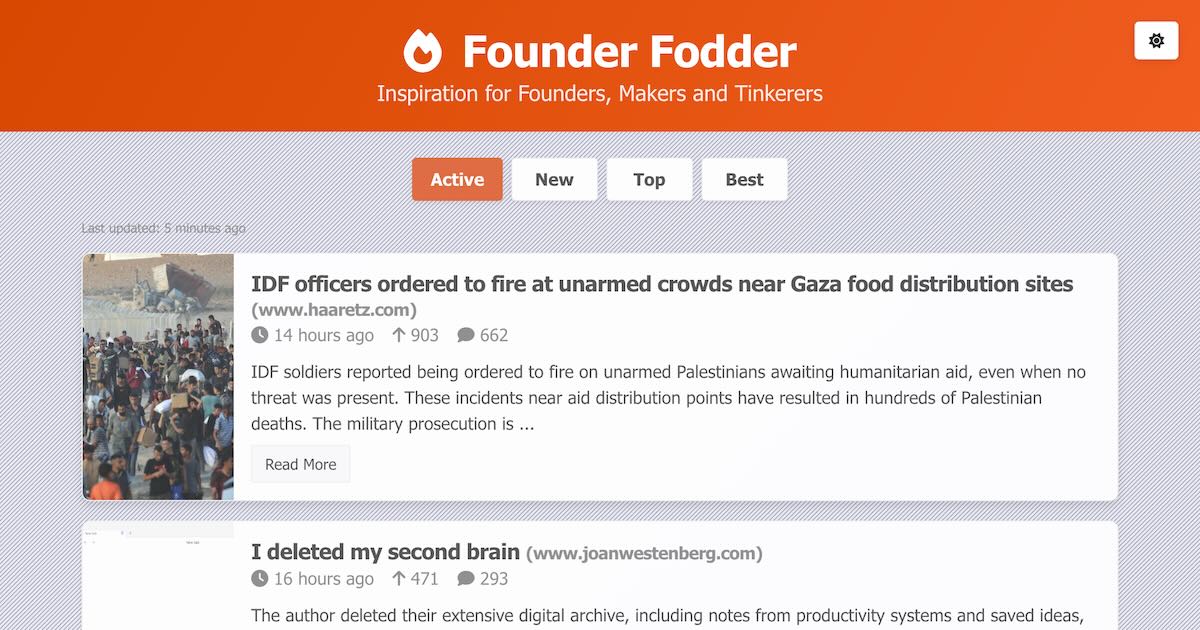 Founder Fodder
Inspiration for Founders, Makers and Tinkerers
Active New Top Best
Last updated: 5 minutes ago
IDF officers ordered to fire at unarmed crowds near Gaza food distribution sites
(www.haaretz.com)
14 hours ago 903 662
IDF soldiers reported being ordered to fire on unarmed Palestinians awaiting humanitarian aid, even when no
threat was present. These incidents near aid distribution points have resulted in hundreds of Palestinian
deaths. The military prosecution is ...
Read More
I deleted my second brain (www.joanwestenberg.com)
16 hours ago 471 293
The author deleted their extensive digital archive, including notes from productivity systems and saved ideas,